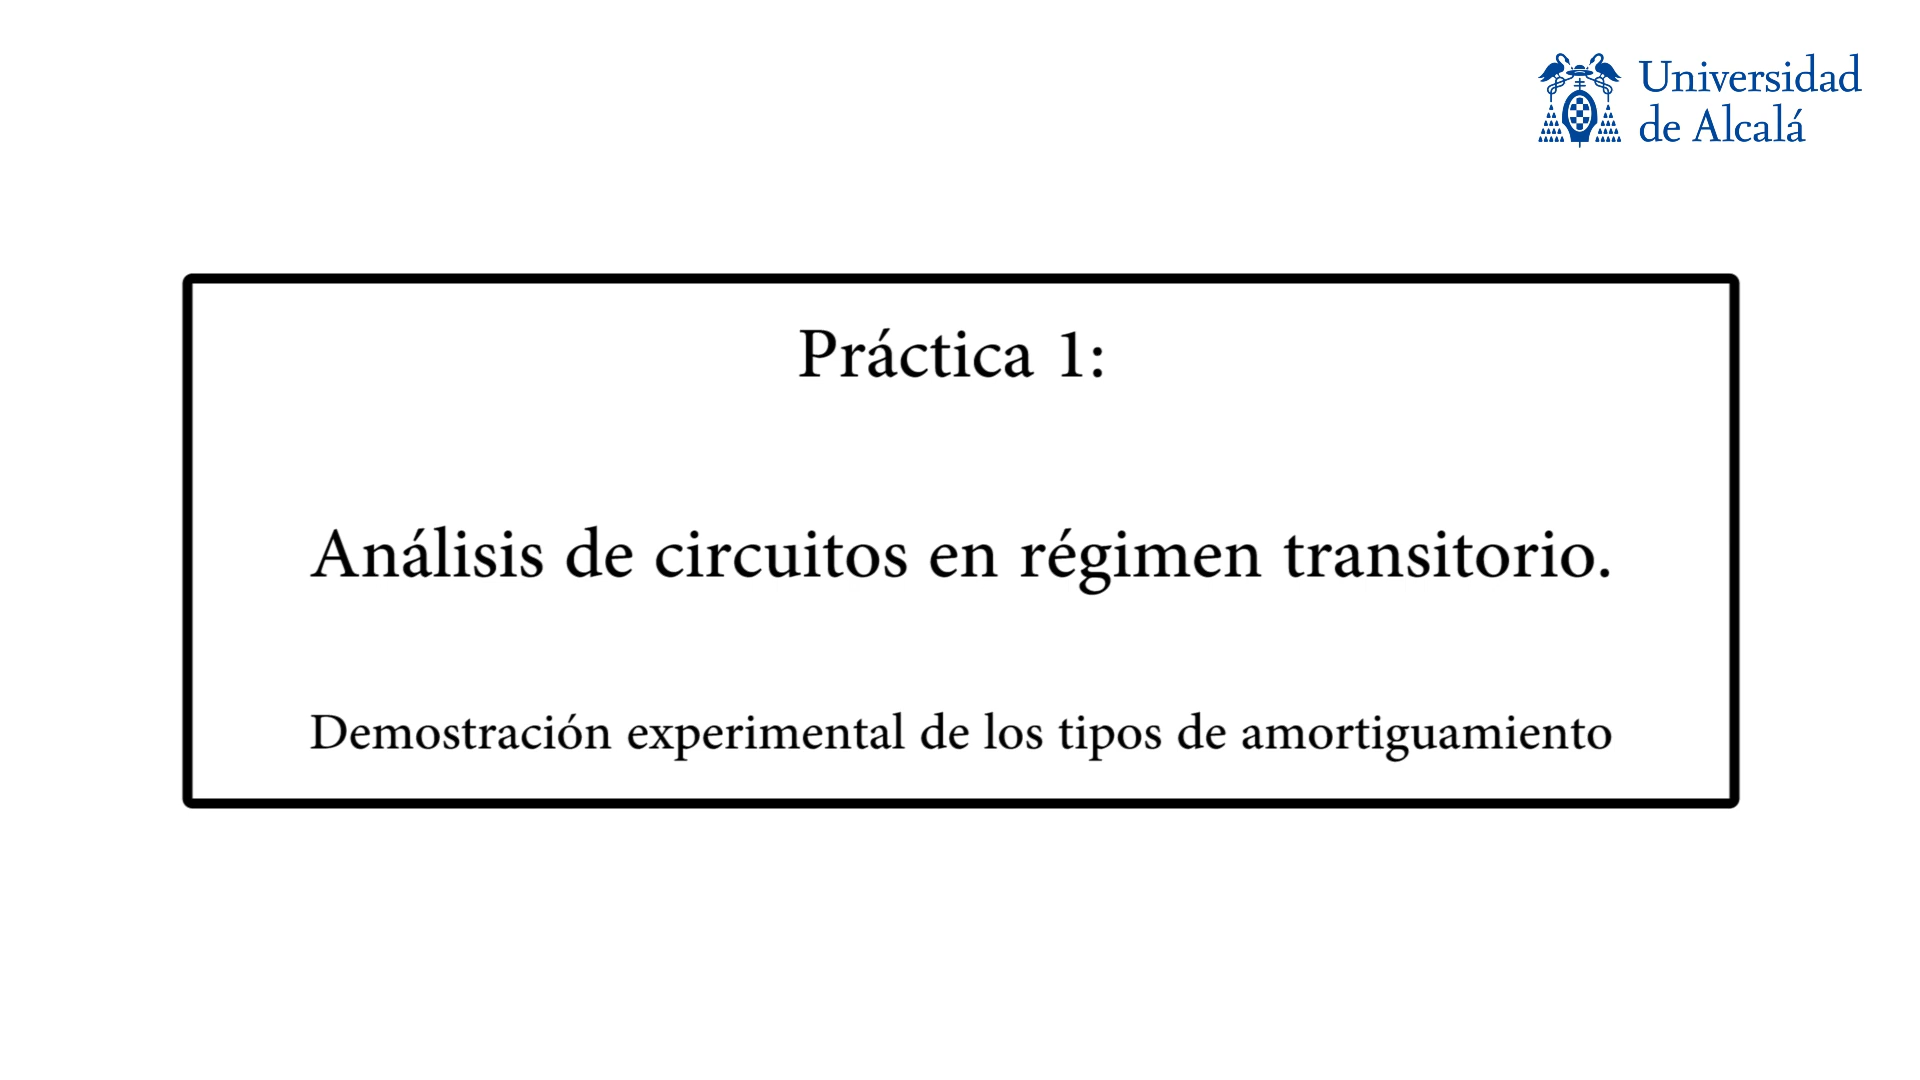 Universidad
de Alcalá
Práctica 1:
Análisis de circuitos en régimen transitorio.
Demostración experimental de los tipos de amortiguamiento